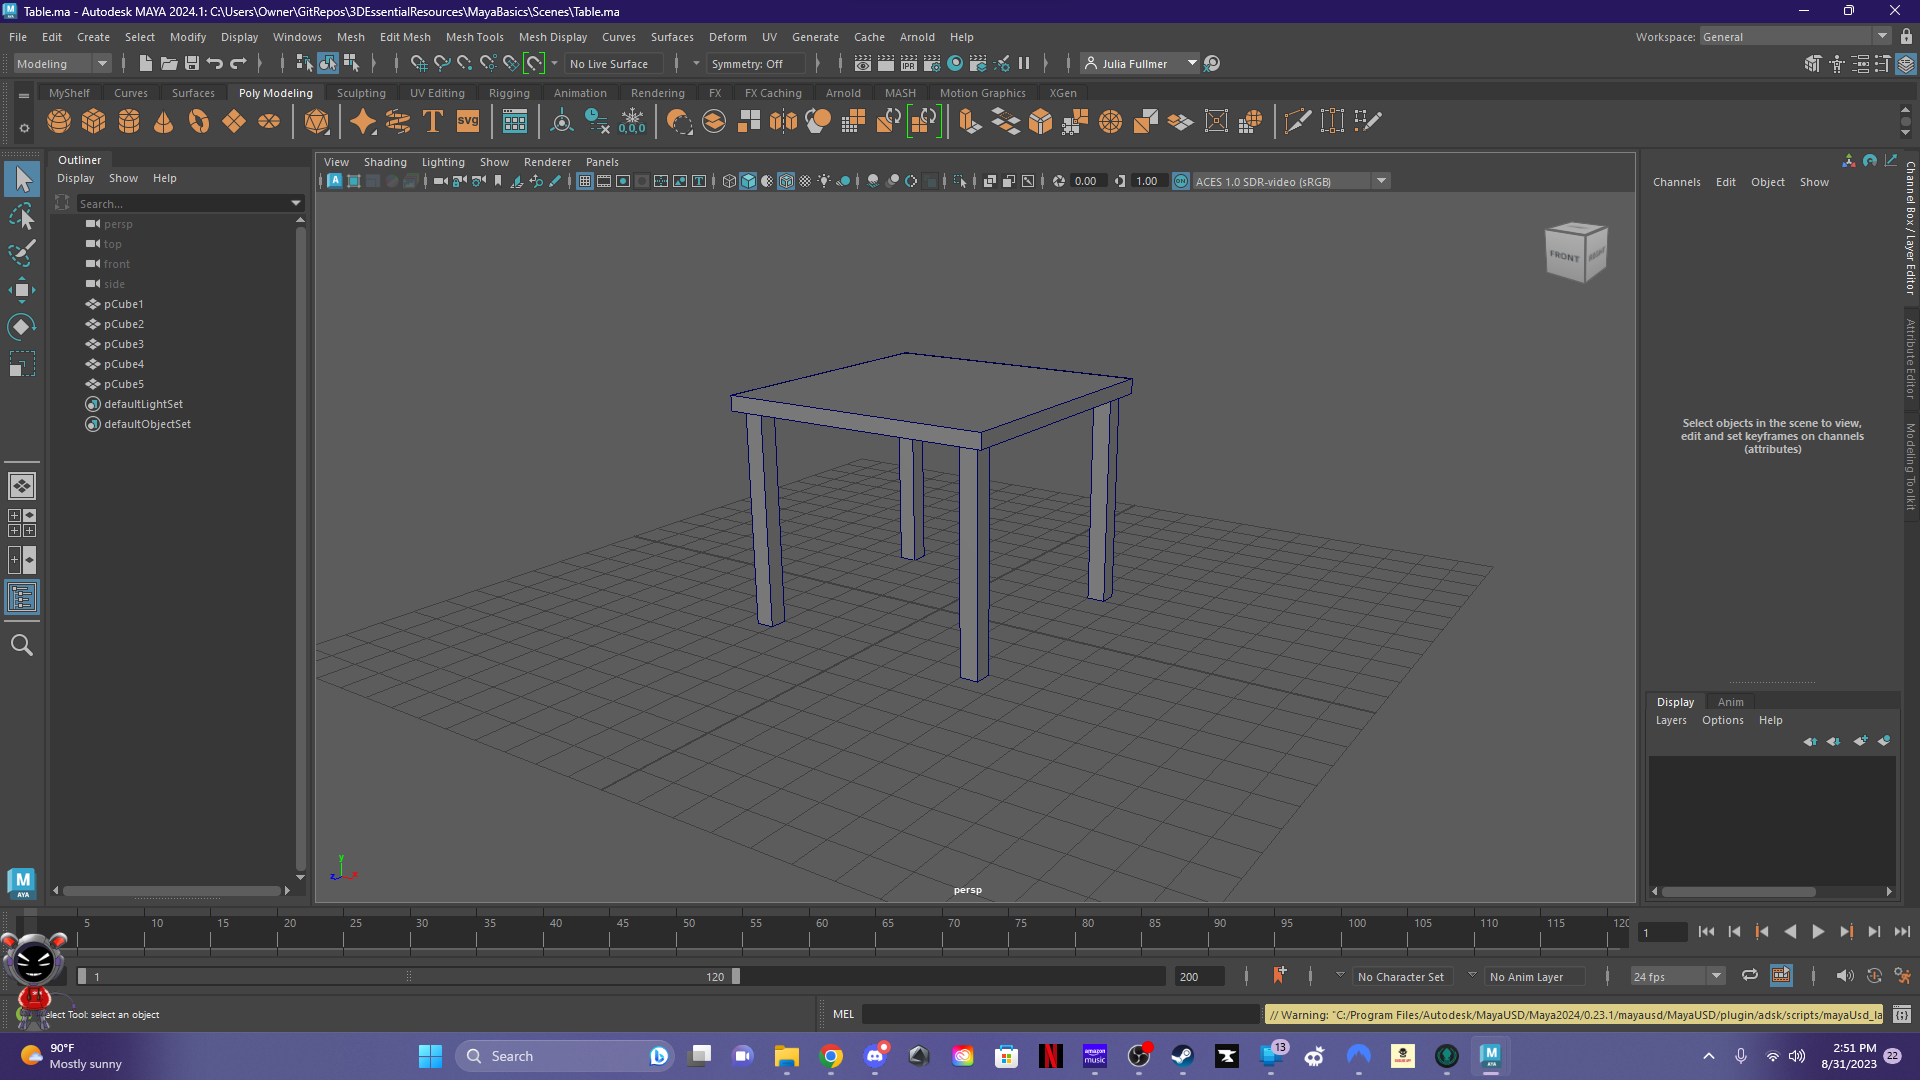 Table.ma - Autodesk MAYA 2024.1: C:\Users\Owner\GitRepos\3DEssentialResources\MayaBasics\Scenes\Table.ma
File Edit Create Select Modify Display Windows Mesh Edit Mesh Mesh Tools Mesh Display Curves Surfaces Deform UV Generate Cache Arnold Help
Workspace: General
Modeling
No Live Surface
Symmetry: Off
Julia Fullmer
MyShelf Curves Surfaces Poly Modeling Sculpting UV Editing Rigging Animation Rendering FX FX Caching Arnold MASH Motion Graphics XGen
T svg 0,0,0
Outliner
Display Show Help
Search...
persp
top
front
side
pCube1
pCube2
pCube3
pCube4
pCube5
defaultLightSet
defaultObjectSet
View Shading Lighting Show Renderer Panels
0.00 1.00 ON ACES 1.0 SDR-video (sRGB)
FRONT RIGHT
y
z x
persp
Channels Edit Object Show
Select objects in the scene to view,
edit and set keyframes on channels
(attributes)
Channel Box / Layer Editor
Attribute Editor
Modeling Toolkit
Display Anim
Layers Options Help
M
AYA
5 10 15 20 25 30 35 40 45 50 55 60 65 70 75 80 85 90 95 100 105 110 115 120
1
1 120 200
No Character Set
No Anim Layer
24 fps
elect Tool: select an object
MEL
// Warning: "C:/Program Files/Autodesk/MayaUSD/Maya2024/0.23.1/mayausd/MayaUSD/plugin/adsk/scripts/mayaUsd_la
90°F
Mostly sunny
Search
amazon
music
13
M
AYA
2:51 PM
8/31/2023
22